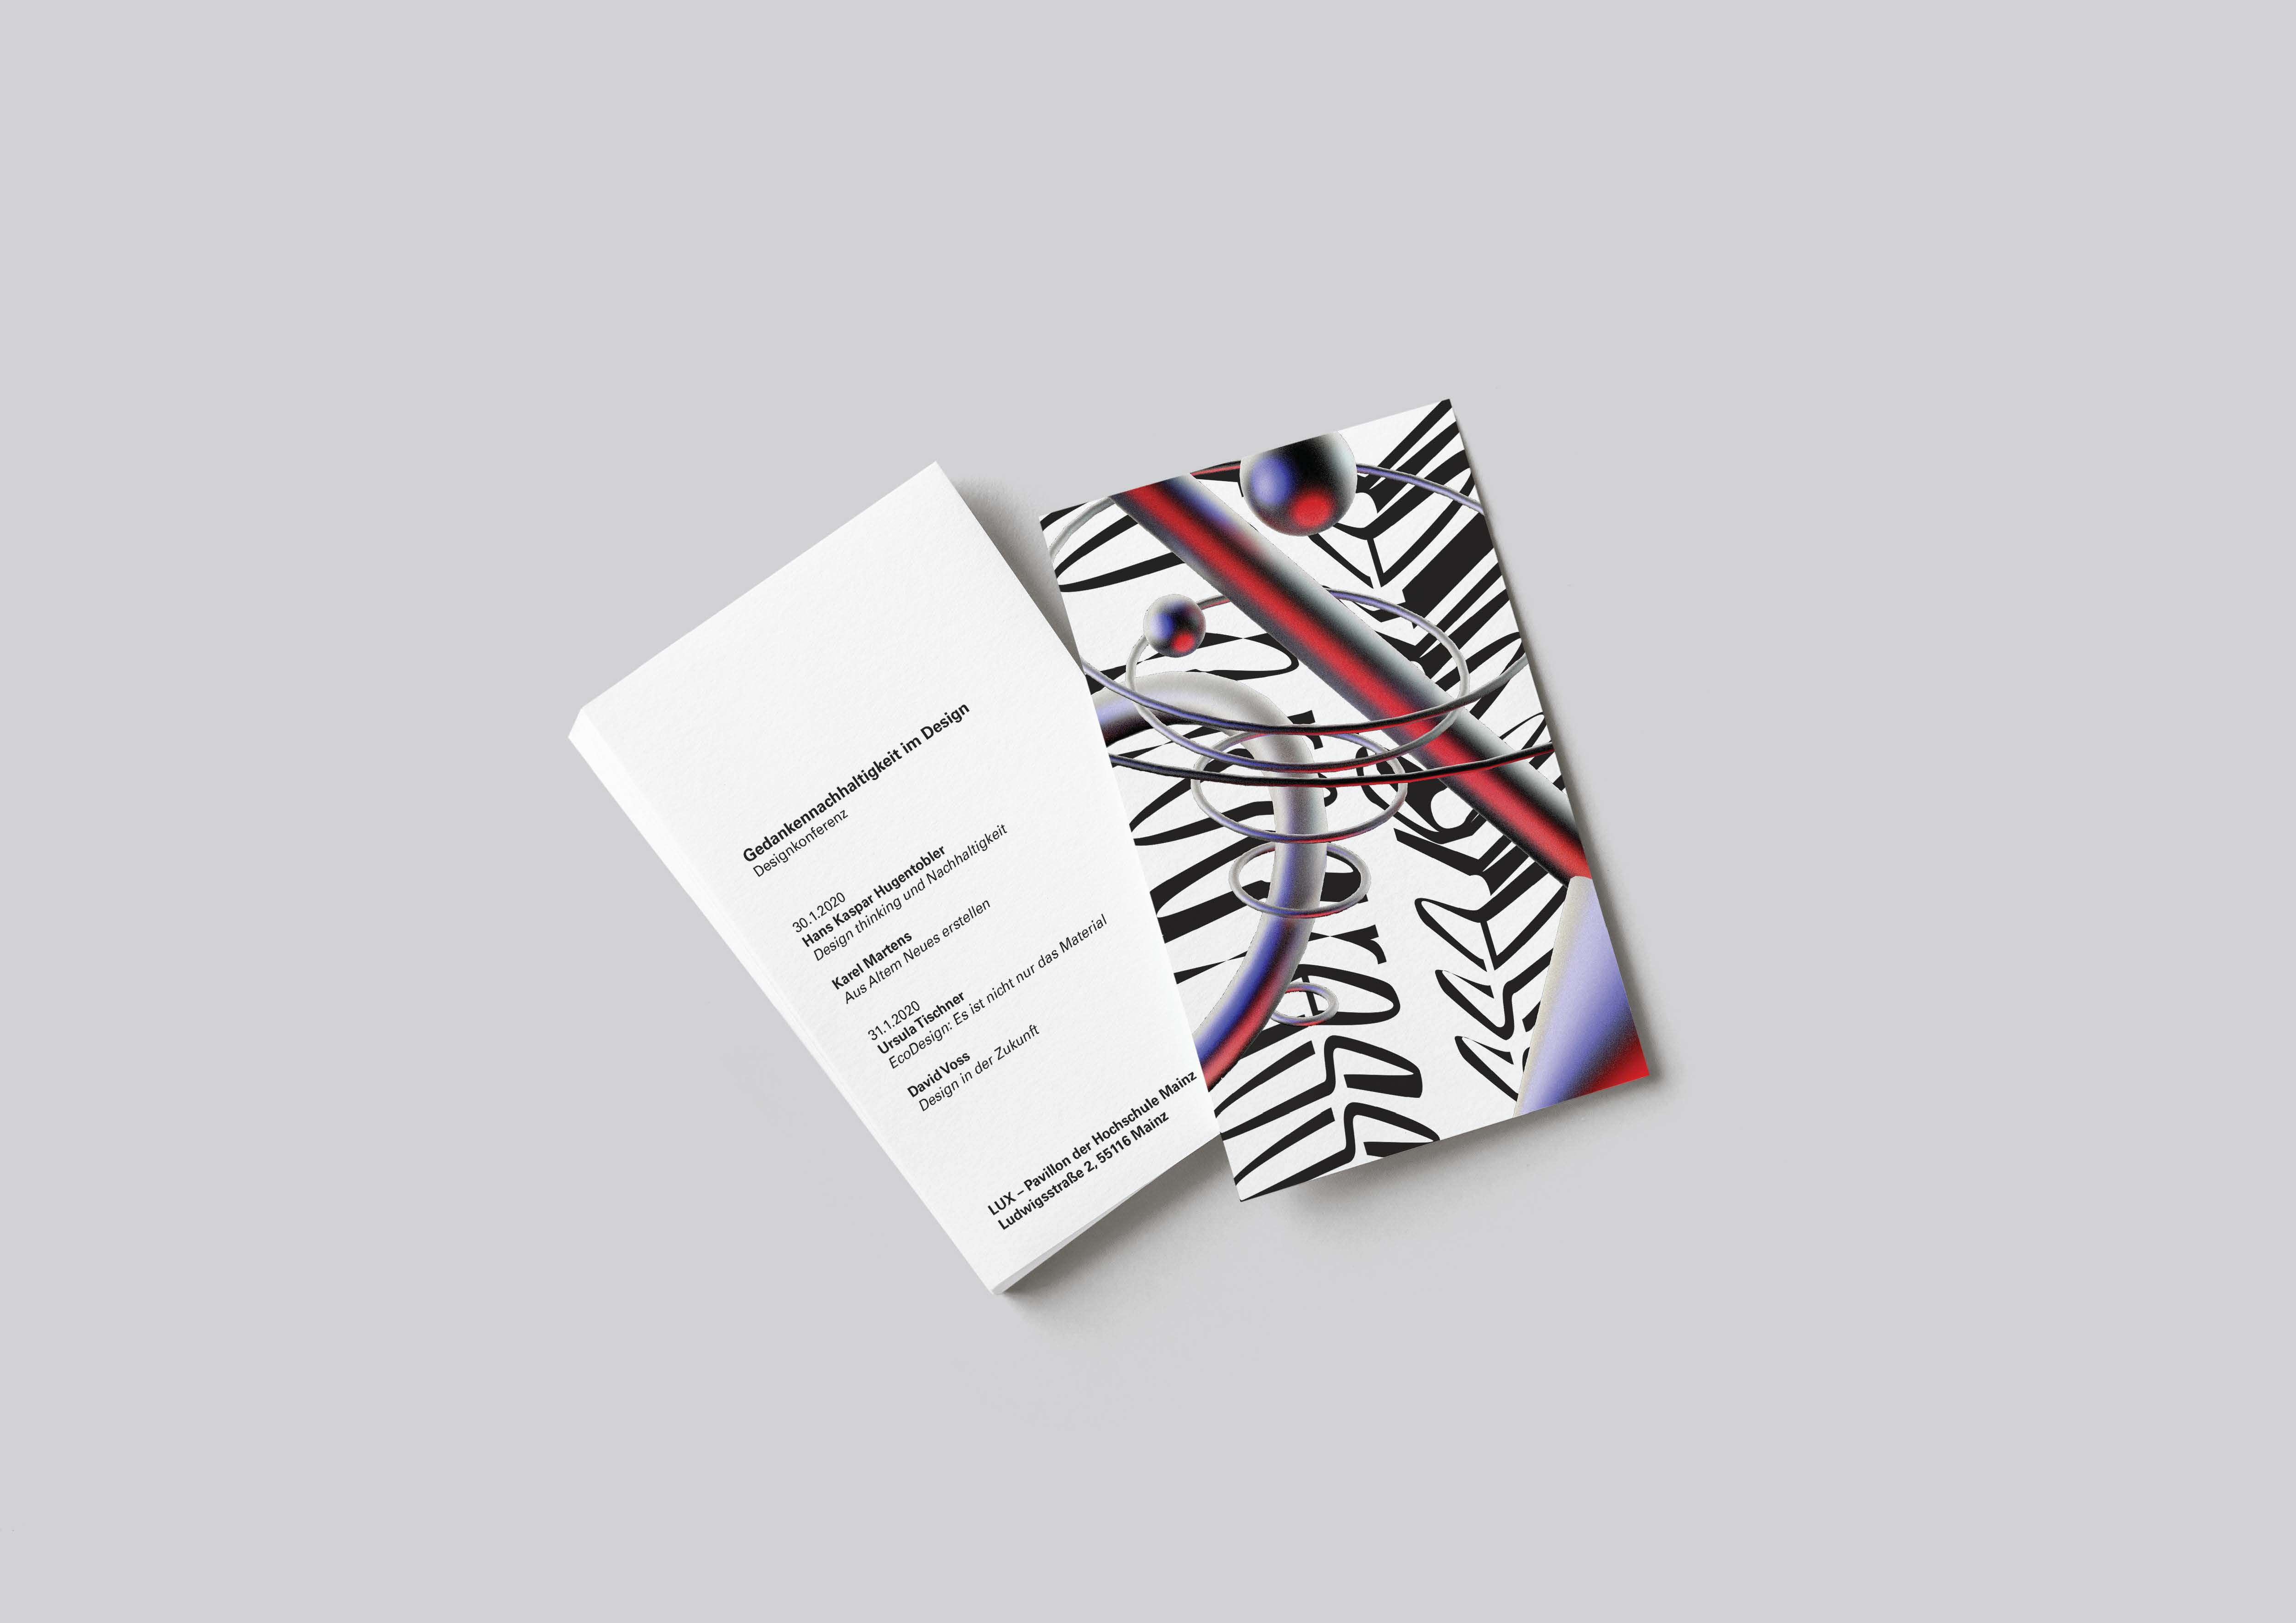 Gedankennachhaltigkeit im Design
Designkonferenz
30.1.2020
Hans Kaspar Hugentobler
Design thinking und Nachhaltigkeit
Karel Martens
Aus Altem Neues erstellen
31.1.2020
Ursula Tischner
EcoDesign: Es ist nicht nur das Material
David Voss
Design in der Zukunft
LUX – Pavillon der Hochschule Mainz
Ludwigsstraße 2, 55116 Mainz